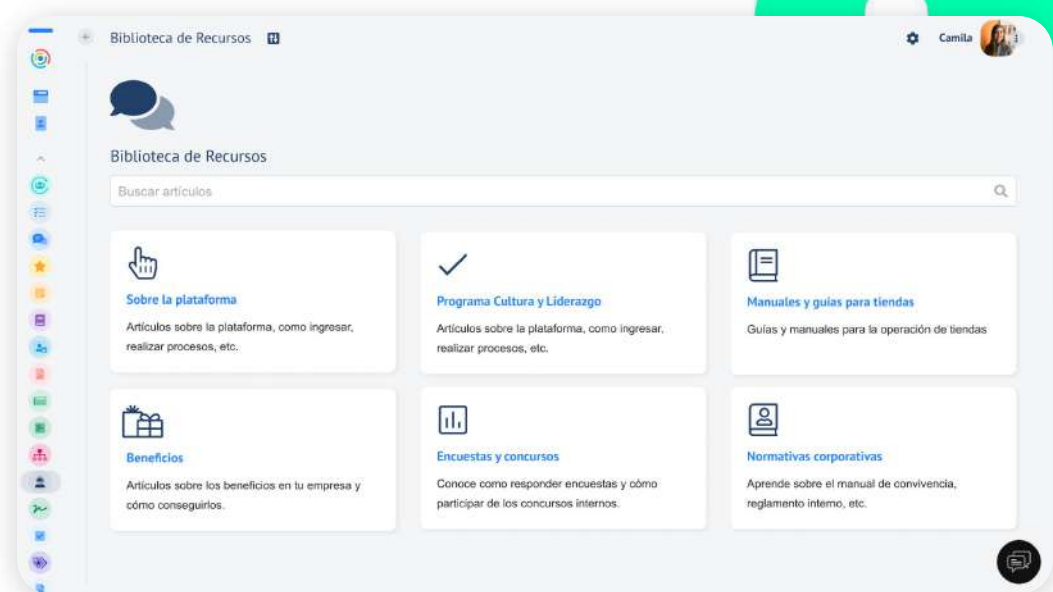 Biblioteca de Recursos
Camila
Biblioteca de Recursos
Buscar artículos
Sobre la plataforma
Artículos sobre la plataforma, como ingresar,
realizar procesos, etc.
Programa Cultura y Liderazgo
Artículos sobre la plataforma, como ingresar,
realizar procesos, etc.
Manuales y guías para tiendas
Guías y manuales para la operación de tiendas
Beneficios
Artículos sobre los beneficios en tu empresa y
cómo conseguirlos.
Encuestas y concursos
Conoce como responder encuestas y cómo
participar de los concursos internos.
Normativas corporativas
Aprende sobre el manual de convivencia,
reglamento interno, etc.